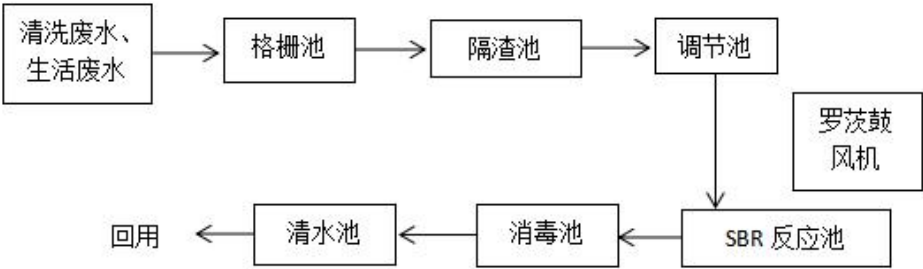 清洗废水、
生活废水
格栅池
隔渣池
调节池
罗茨鼓
风机
SBR 反应池
消毒池
清水池
回用